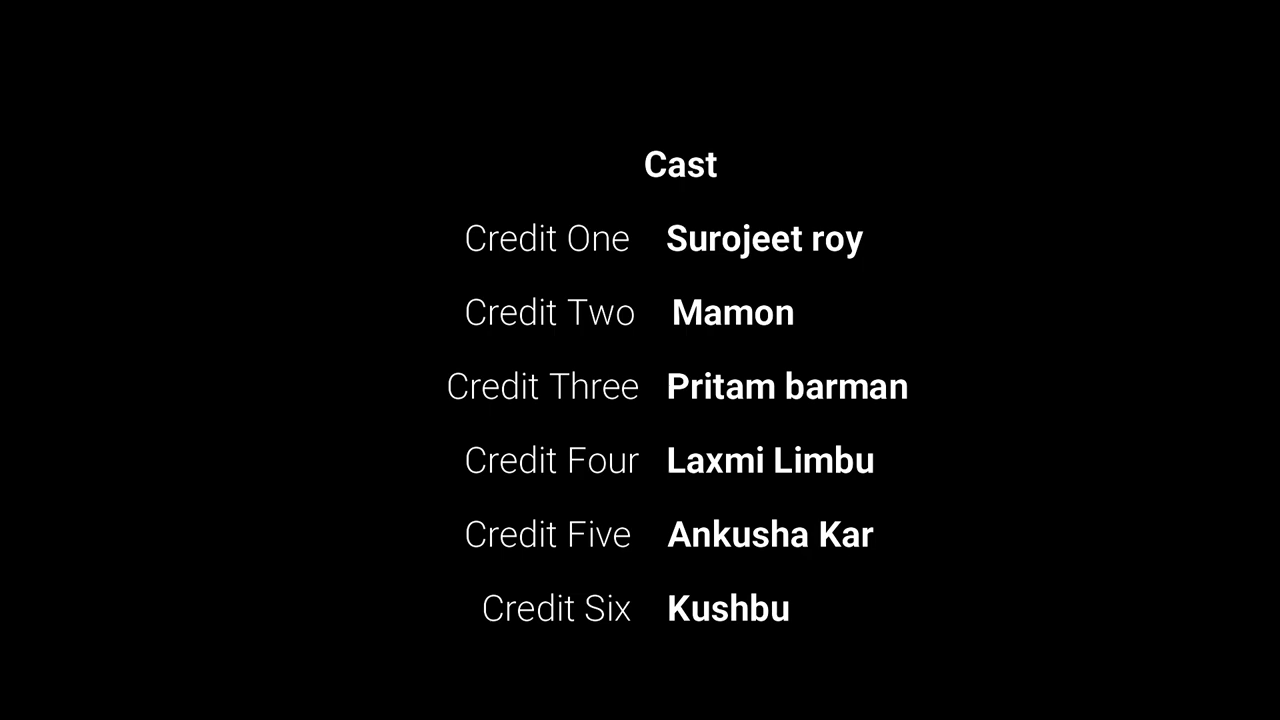 Cast
Credit One Surojeet roy
Credit Two Mamon
Credit Three Pritam barman
Credit Four Laxmi Limbu
Credit Five Ankusha Kar
Credit Six Kushbu